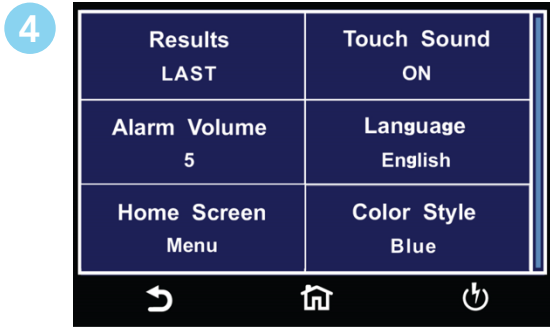 4
Results
LAST
Touch Sound
ON
Alarm Volume
5
Language
English
Home Screen
Menu
Color Style
Blue